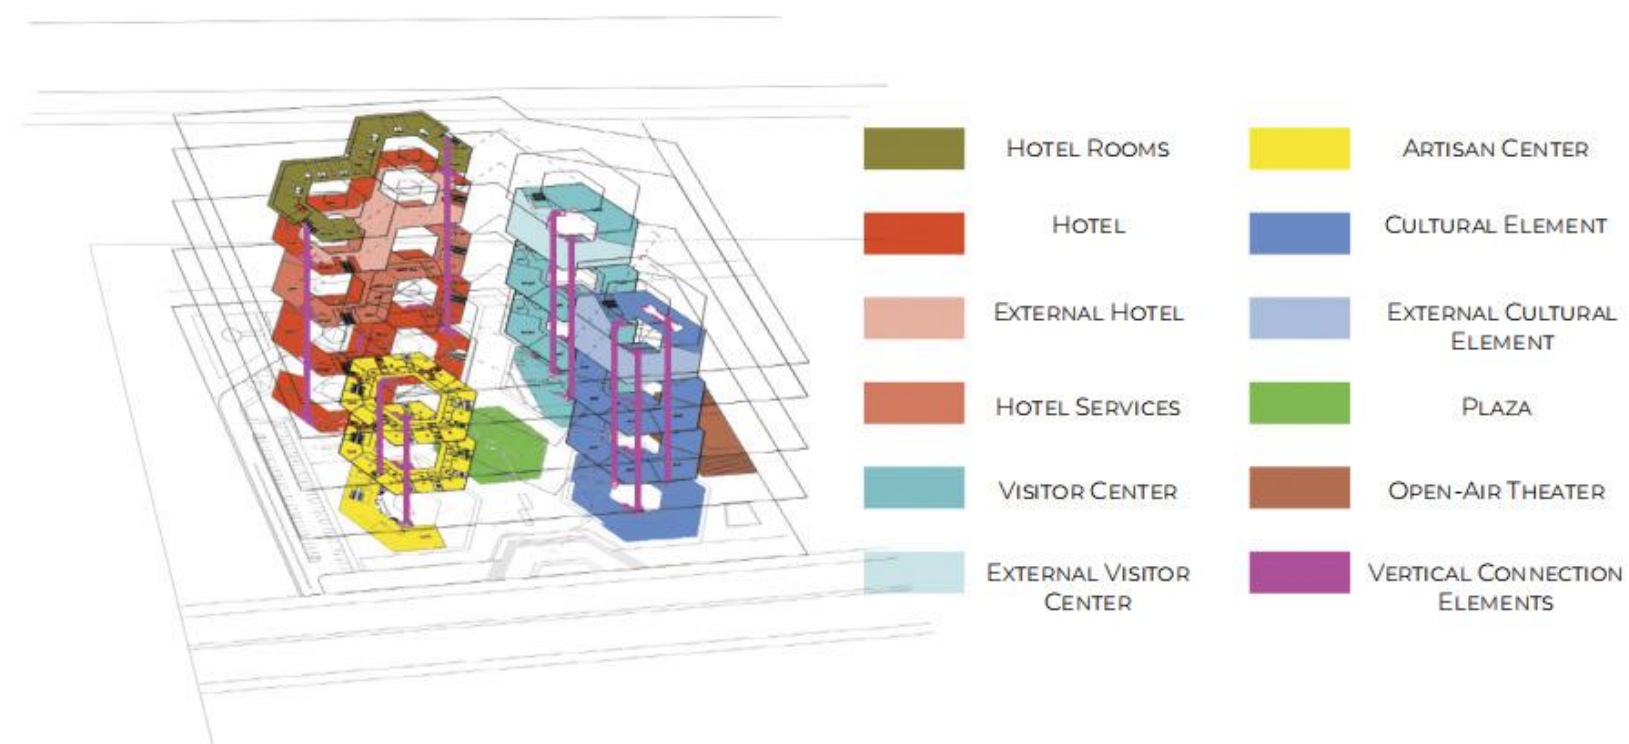 HOTEL ROOMS
HOTEL
EXTERNAL HOTEL
HOTEL SERVICES
VISITOR CENTER
EXTERNAL VISITOR
CENTER
ARTISAN CENTER
CULTURAL ELEMENT
EXTERNAL CULTURAL
ELEMENT
PLAZA
OPEN-AIR THEATER
VERTICAL CONNECTION
ELEMENTS